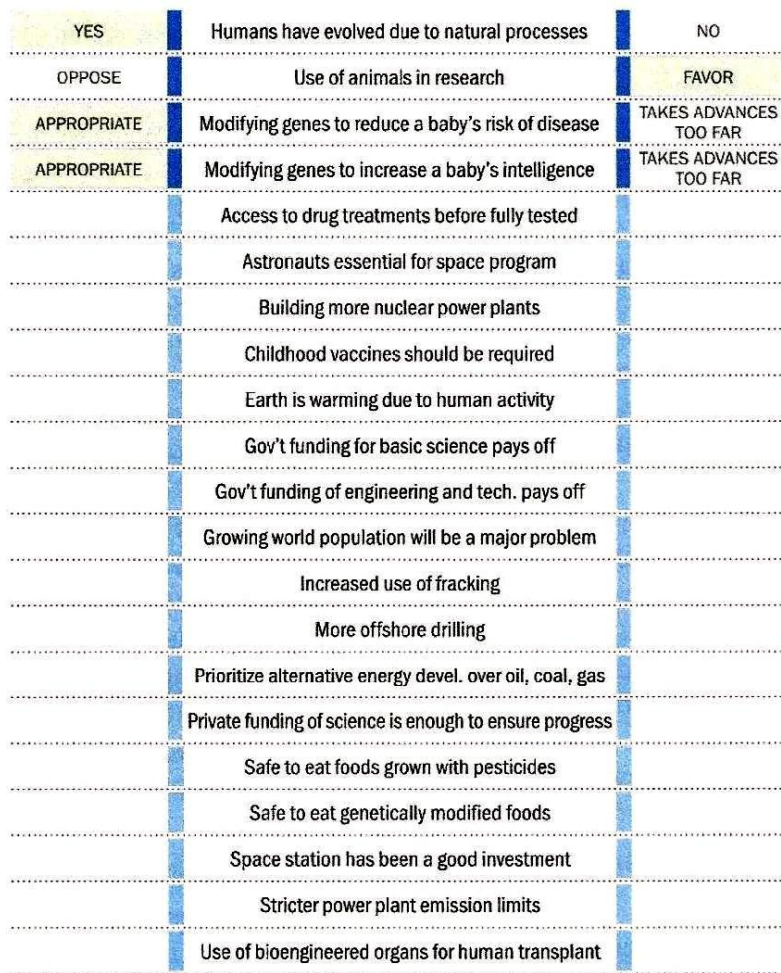 YES Humans have evolved due to natural processes NO
OPPOSE Use of animals in research FAVOR
APPROPRIATE Modifying genes to reduce a baby's risk of disease TAKES ADVANCES
TOO FAR
APPROPRIATE Modifying genes to increase a baby's intelligence TAKES ADVANCES
TOO FAR
Access to drug treatments before fully tested
Astronauts essential for space program
Building more nuclear power plants
Childhood vaccines should be required
Earth is warming due to human activity
Gov't funding for basic science pays off
Gov't funding of engineering and tech. pays off
Growing world population will be a major problem
Increased use of fracking
More offshore drilling
Prioritize alternative energy devel. over oil, coal, gas
Private funding of science is enough to ensure progress
Safe to eat foods grown with pesticides
Safe to eat genetically modified foods
Space station has been a good investment
Stricter power plant emission limits
Use of bioengineered organs for human transplant